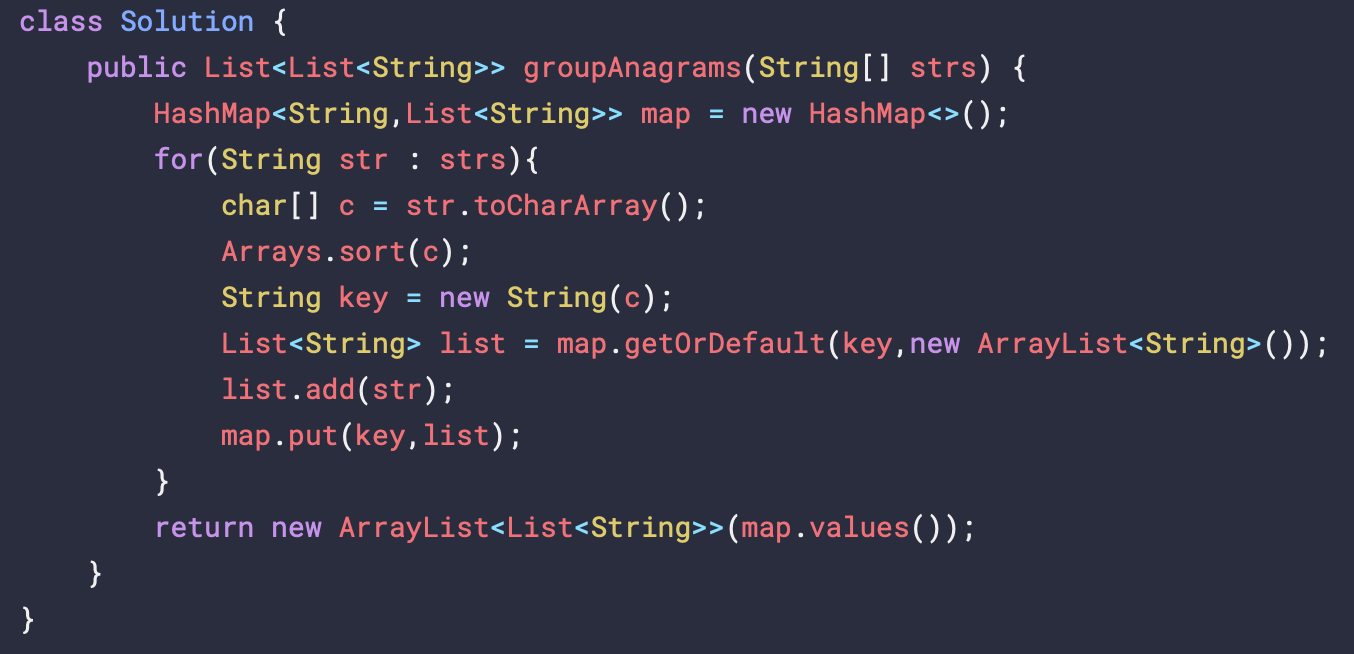 class Solution {
    public List<List<String>> groupAnagrams(String[] strs) {
        HashMap<String,List<String>> map = new HashMap<>();
        for(String str : strs){
            char[] c = str.toCharArray();
            Arrays.sort(c);
            String key = new String(c);
            List<String> list = map.getOrDefault(key,new ArrayList<String>());
            list.add(str);
            map.put(key,list);
        }
        return new ArrayList<List<String>>(map.values());
    }
}